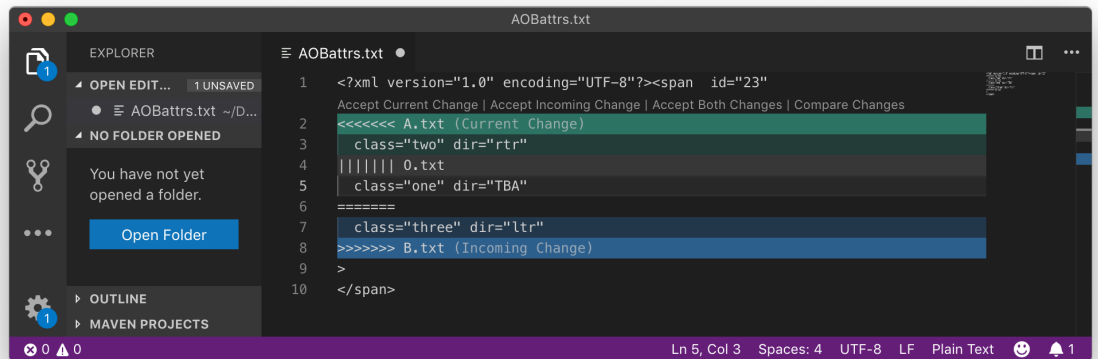 AOBattrs.txt
1
EXPLORER
OPEN EDIT... 1 UNSAVED
AOBattrs.txt ~/D...
NO FOLDER OPENED
You have not yet
opened a folder.
Open Folder
OUTLINE
MAVEN PROJECTS
1
AOBattrs.txt
1 <?xml version="1.0" encoding="UTF-8"?><span  id="23"
Accept Current Change | Accept Incoming Change | Accept Both Changes | Compare Changes
2 <<<<<<< A.txt (Current Change)
3   class="two" dir="rtr"
4 ||||||| O.txt
5   class="one" dir="TBA"
6 =======
7   class="three" dir="ltr"
8 >>>>>>> B.txt (Incoming Change)
9 >
10 </span>
0 0
Ln 5, Col 3 Spaces: 4 UTF-8 LF Plain Text 1